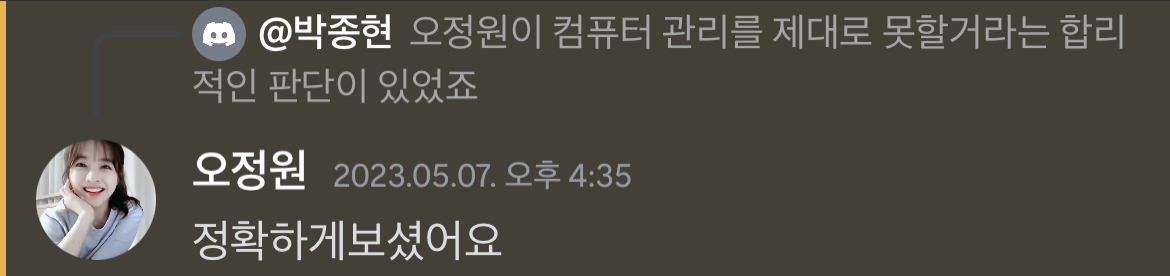 @박종현 오정원이 컴퓨터 관리를 제대로 못할거라는 합리
적인 판단이 있었죠
오정원 2023.05.07. 오후 4:35
정확하게보셨어요